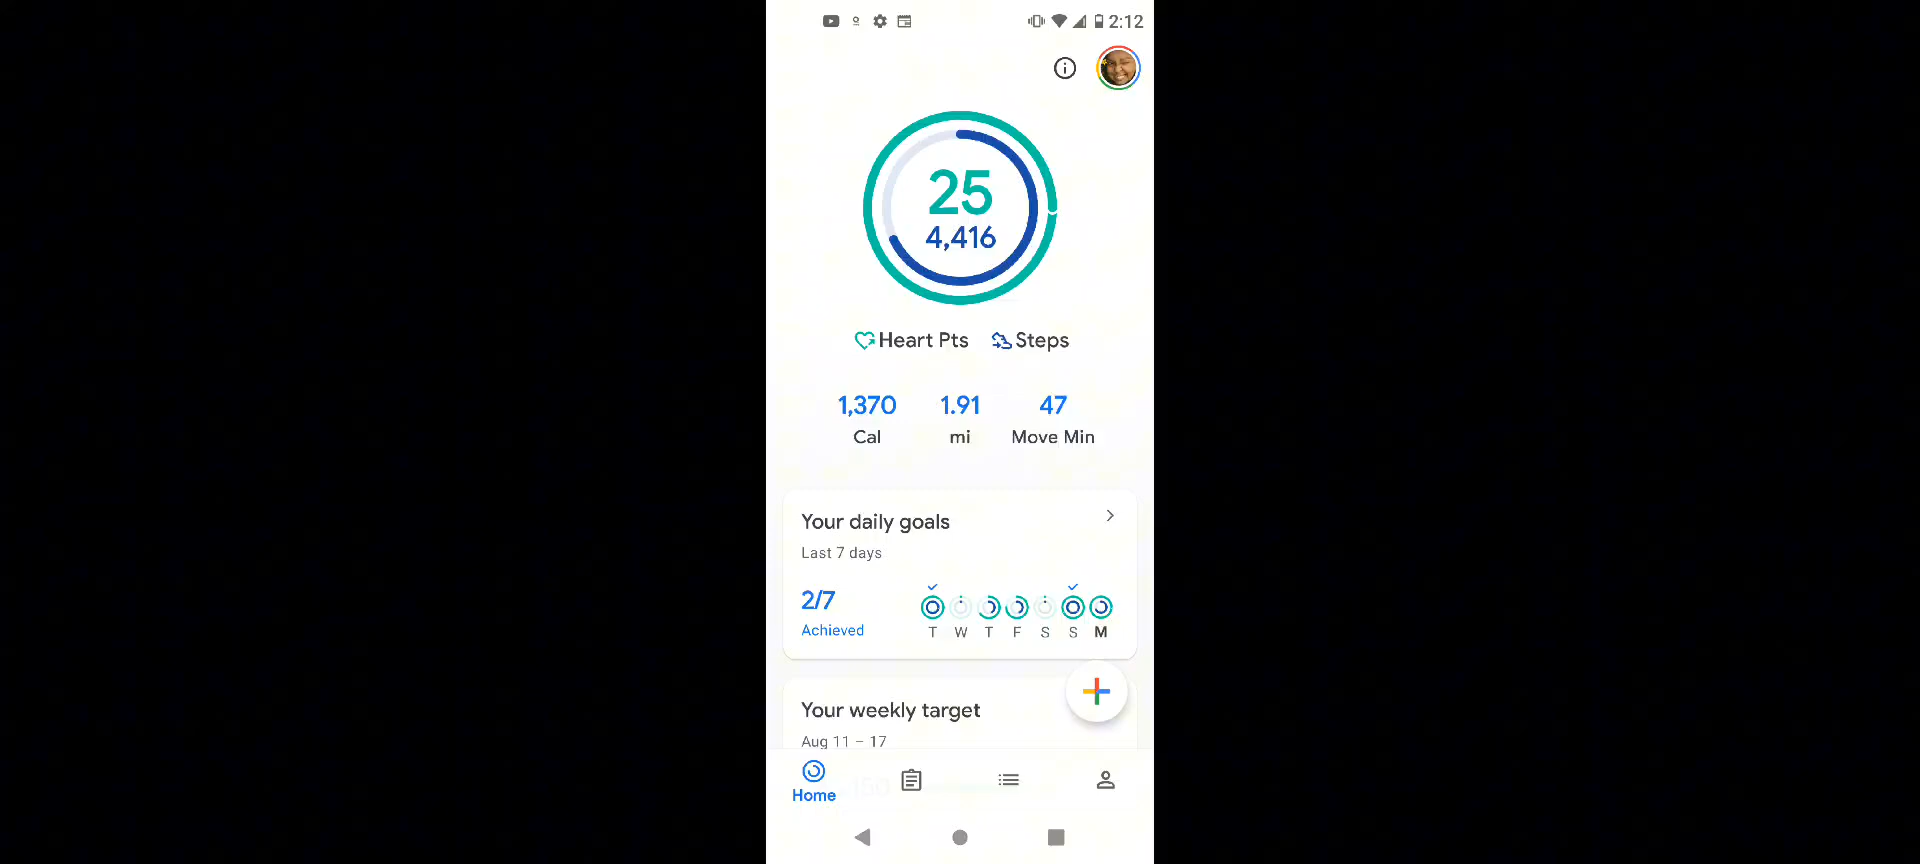 2:12
25
4,416
Heart Pts Steps
1,370 1.91 47
Cal mi Move Min
Your daily goals
Last 7 days
2/7
Achieved
T W T F S S M
Your weekly target
Aug 11 – 17
150
Home